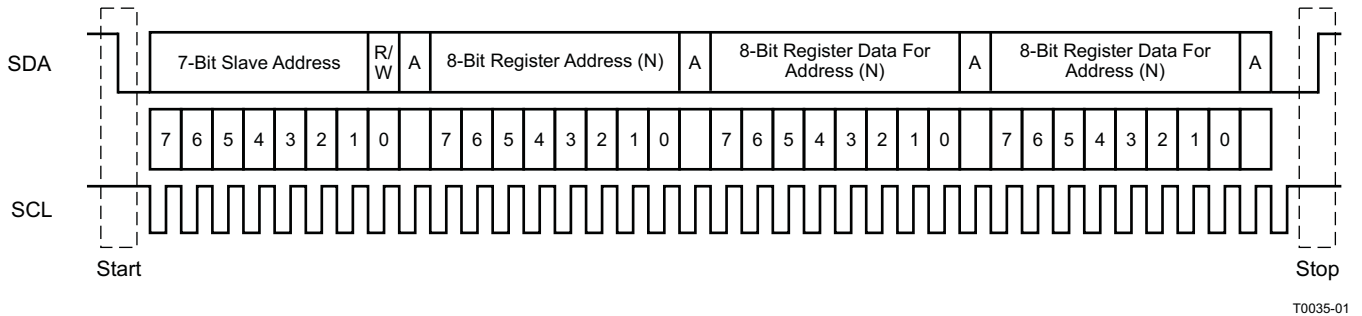 SDA
7-Bit Slave Address
R/
W
A
8-Bit Register Address (N)
A
8-Bit Register Data For
Address (N)
A
8-Bit Register Data For
Address (N)
A
7 6 5 4 3 2 1 0 7 6 5 4 3 2 1 0 7 6 5 4 3 2 1 0 7 6 5 4 3 2 1 0
SCL
Start
Stop
T0035-01